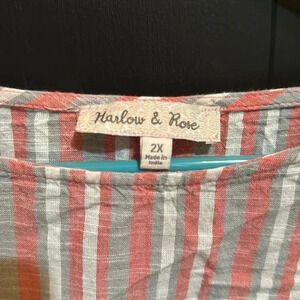 Harlow & Rose
2X
Made in
India